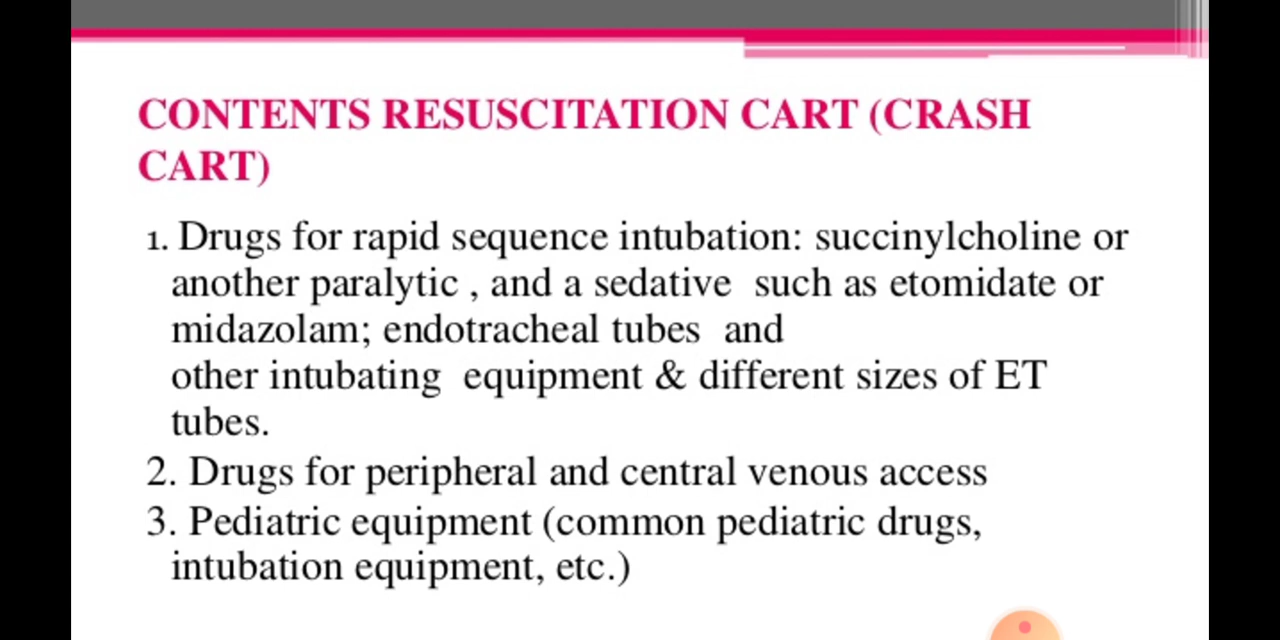 CONTENTS RESUSCITATION CART (CRASH
CART)
1. Drugs for rapid sequence intubation: succinylcholine or
another paralytic , and a sedative  such as etomidate or
midazolam; endotracheal tubes  and
other intubating  equipment & different sizes of ET
tubes.
2. Drugs for peripheral and central venous access
3. Pediatric equipment (common pediatric drugs,
intubation equipment, etc.)